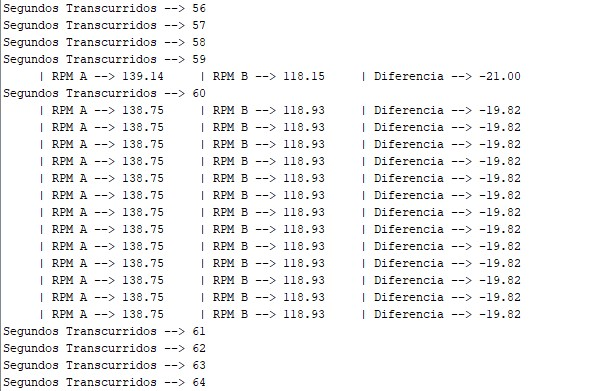 Segundos Transcurridos --> 56
Segundos Transcurridos --> 57
Segundos Transcurridos --> 58
Segundos Transcurridos --> 59
| RPM A --> 139.14 | RPM B --> 118.15 | Diferencia --> -21.00
Segundos Transcurridos --> 60
| RPM A --> 138.75 | RPM B --> 118.93 | Diferencia --> -19.82
| RPM A --> 138.75 | RPM B --> 118.93 | Diferencia --> -19.82
| RPM A --> 138.75 | RPM B --> 118.93 | Diferencia --> -19.82
| RPM A --> 138.75 | RPM B --> 118.93 | Diferencia --> -19.82
| RPM A --> 138.75 | RPM B --> 118.93 | Diferencia --> -19.82
| RPM A --> 138.75 | RPM B --> 118.93 | Diferencia --> -19.82
| RPM A --> 138.75 | RPM B --> 118.93 | Diferencia --> -19.82
| RPM A --> 138.75 | RPM B --> 118.93 | Diferencia --> -19.82
| RPM A --> 138.75 | RPM B --> 118.93 | Diferencia --> -19.82
| RPM A --> 138.75 | RPM B --> 118.93 | Diferencia --> -19.82
| RPM A --> 138.75 | RPM B --> 118.93 | Diferencia --> -19.82
| RPM A --> 138.75 | RPM B --> 118.93 | Diferencia --> -19.82
| RPM A --> 138.75 | RPM B --> 118.93 | Diferencia --> -19.82
Segundos Transcurridos --> 61
Segundos Transcurridos --> 62
Segundos Transcurridos --> 63
Segundos Transcurridos --> 64